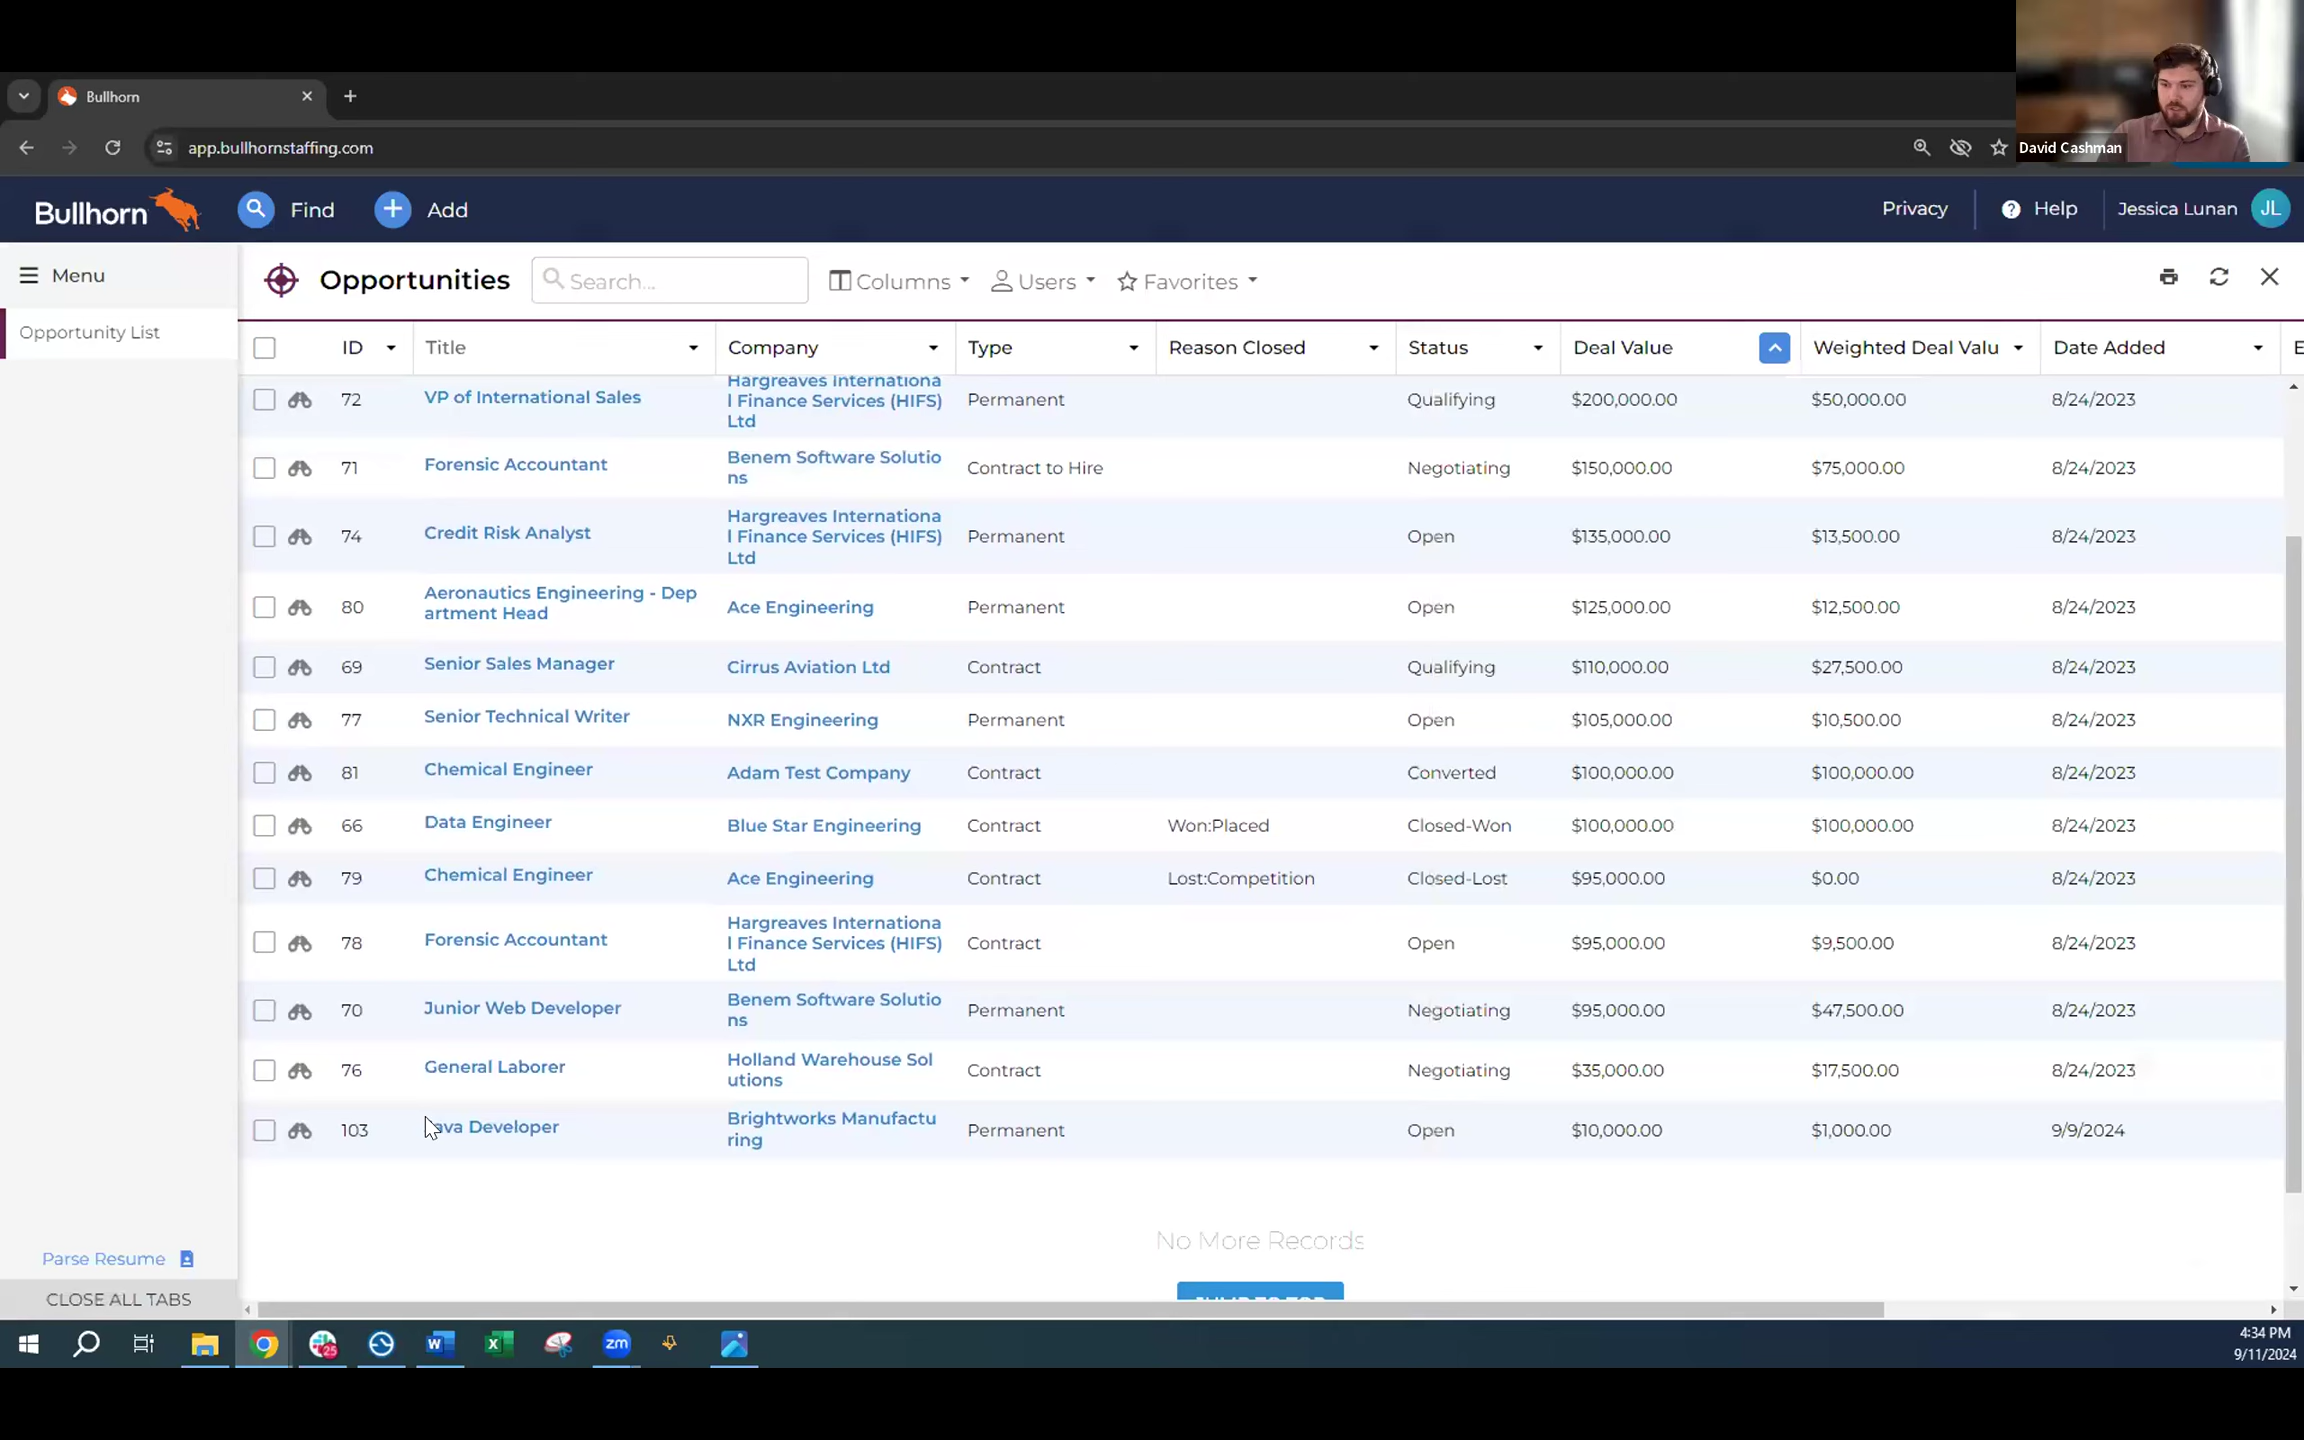 Bullhorn
app.bullhornstaffing.com
David Cashman
Bullhorn
Find
Add
Privacy
Help
Jessica Lunan
JL
Menu
Opportunities
Search...
Columns
Users
Favorites
Opportunity List
ID Title Company Type Reason Closed Status Deal Value Weighted Deal Valu Date Added E
72 VP of International Sales Hargreaves Internationa
l Finance Services (HIFS)
Ltd Permanent Qualifying $200,000.00 $50,000.00 8/24/2023
71 Forensic Accountant Benem Software Solutio
ns Contract to Hire Negotiating $150,000.00 $75,000.00 8/24/2023
74 Credit Risk Analyst Hargreaves Internationa
l Finance Services (HIFS)
Ltd Permanent Open $135,000.00 $13,500.00 8/24/2023
80 Aeronautics Engineering - Dep
artment Head Ace Engineering Permanent Open $125,000.00 $12,500.00 8/24/2023
69 Senior Sales Manager Cirrus Aviation Ltd Contract Qualifying $110,000.00 $27,500.00 8/24/2023
77 Senior Technical Writer NXR Engineering Permanent Open $105,000.00 $10,500.00 8/24/2023
81 Chemical Engineer Adam Test Company Contract Converted $100,000.00 $100,000.00 8/24/2023
66 Data Engineer Blue Star Engineering Contract Won:Placed Closed-Won $100,000.00 $100,000.00 8/24/2023
79 Chemical Engineer Ace Engineering Contract Lost:Competition Closed-Lost $95,000.00 $0.00 8/24/2023
78 Forensic Accountant Hargreaves Internationa
l Finance Services (HIFS)
Ltd Contract Open $95,000.00 $9,500.00 8/24/2023
70 Junior Web Developer Benem Software Solutio
ns Permanent Negotiating $95,000.00 $47,500.00 8/24/2023
76 General Laborer Holland Warehouse Sol
utions Contract Negotiating $35,000.00 $17,500.00 8/24/2023
103 Java Developer Brightworks Manufactu
ring Permanent Open $10,000.00 $1,000.00 9/9/2024
No More Records
Parse Resume
CLOSE ALL TABS
25
W
X
zm
4:34 PM
9/11/2024